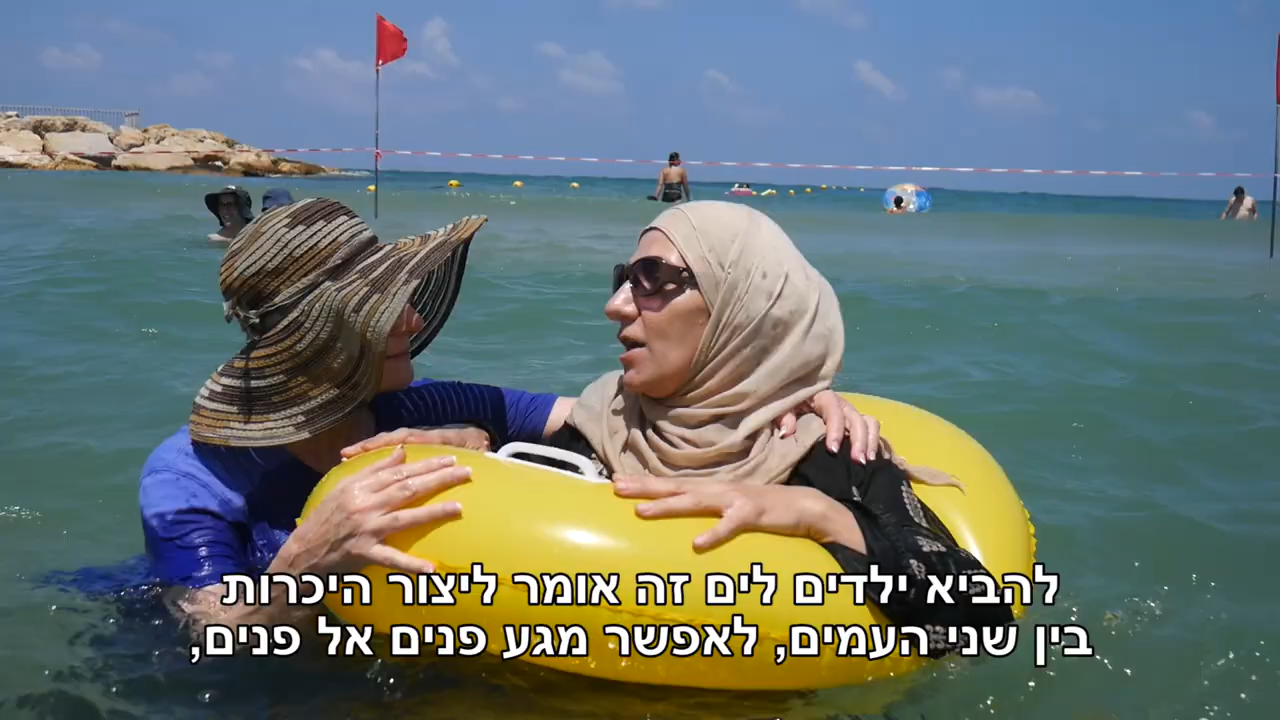 להביא ילדים לים זה אומר ליצור היכרות
בין שני העמים, לאפשר מגע פנים אל פנים,